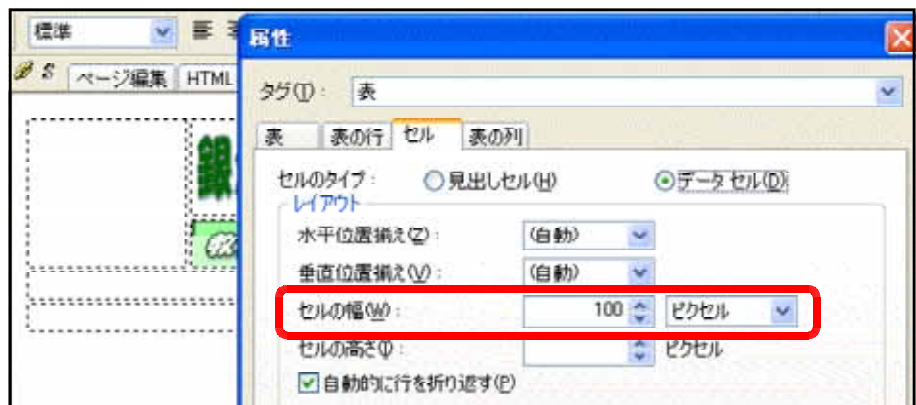 標準
属性
S ページ編集 HTML
タグ(T): 表
表 表の行 セル 表の列
セルのタイプ: 見出しセル(H) データ セル(D)
レイアウト
水平位置揃え(Z): (自動)
垂直位置揃え(V): (自動)
セルの幅(W): 100 ピクセル
セルの高さ(I): ピクセル
自動的に行を折り返す(P)
銀